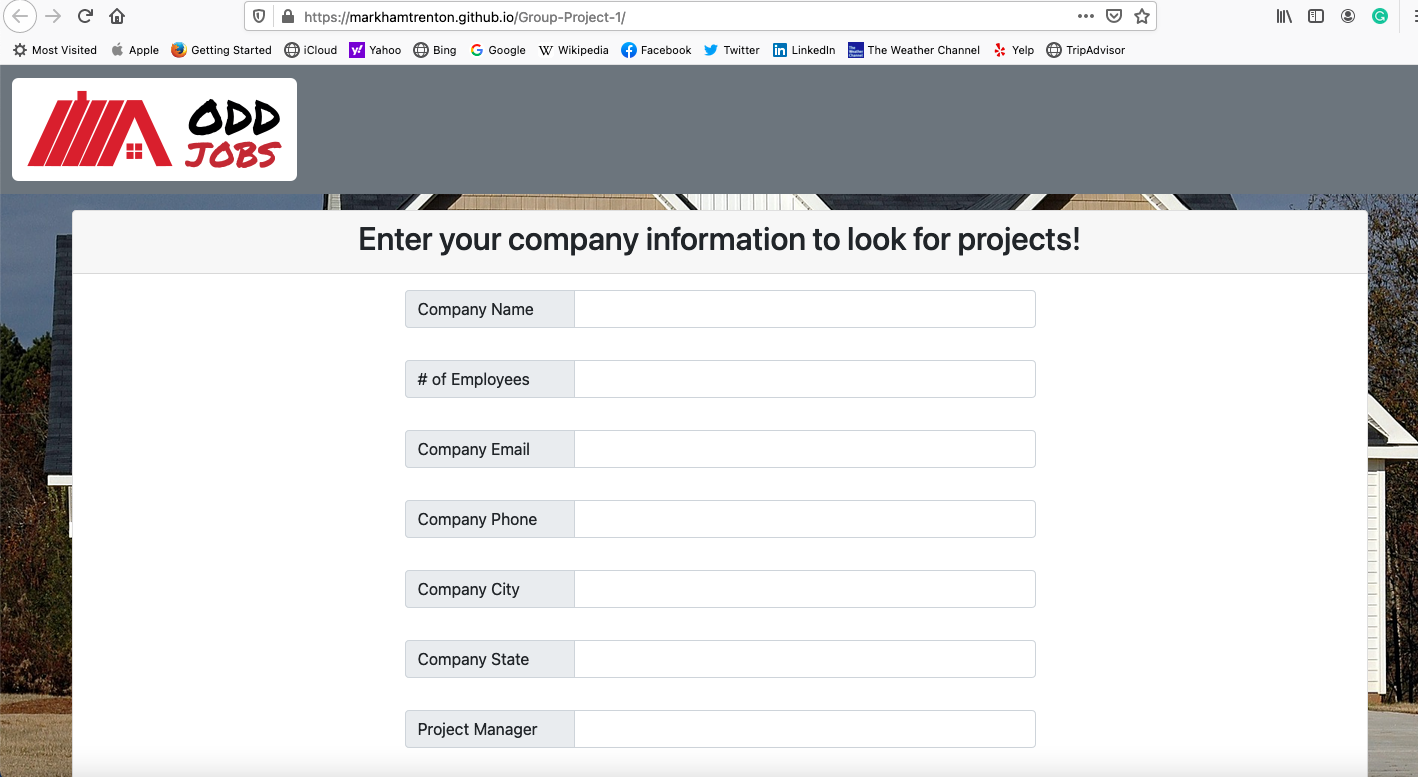 https://markhamtrenton.github.io/Group-Project-1/
Most Visited Apple Getting Started iCloud Yahoo Bing Google Wikipedia Facebook Twitter LinkedIn The Weather Channel Yelp TripAdvisor
ODD
JOBS
Enter your company information to look for projects!
Company Name
# of Employees
Company Email
Company Phone
Company City
Company State
Project Manager